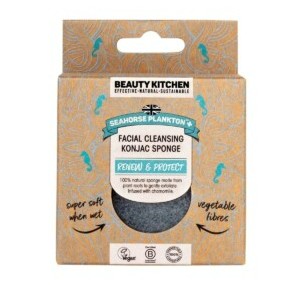 BEAUTY KITCHEN
EFFECTIVE·NATURAL·SUSTAINABLE
SEAHORSE PLANKTON+
FACIAL CLEANSING
KONJAC SPONGE
RENEW & PROTECT
100% natural sponge made from
plant roots to gently exfoliate.
Infused with chamomile.
super soft
when wet
vegetable
fibres
Vegan
B